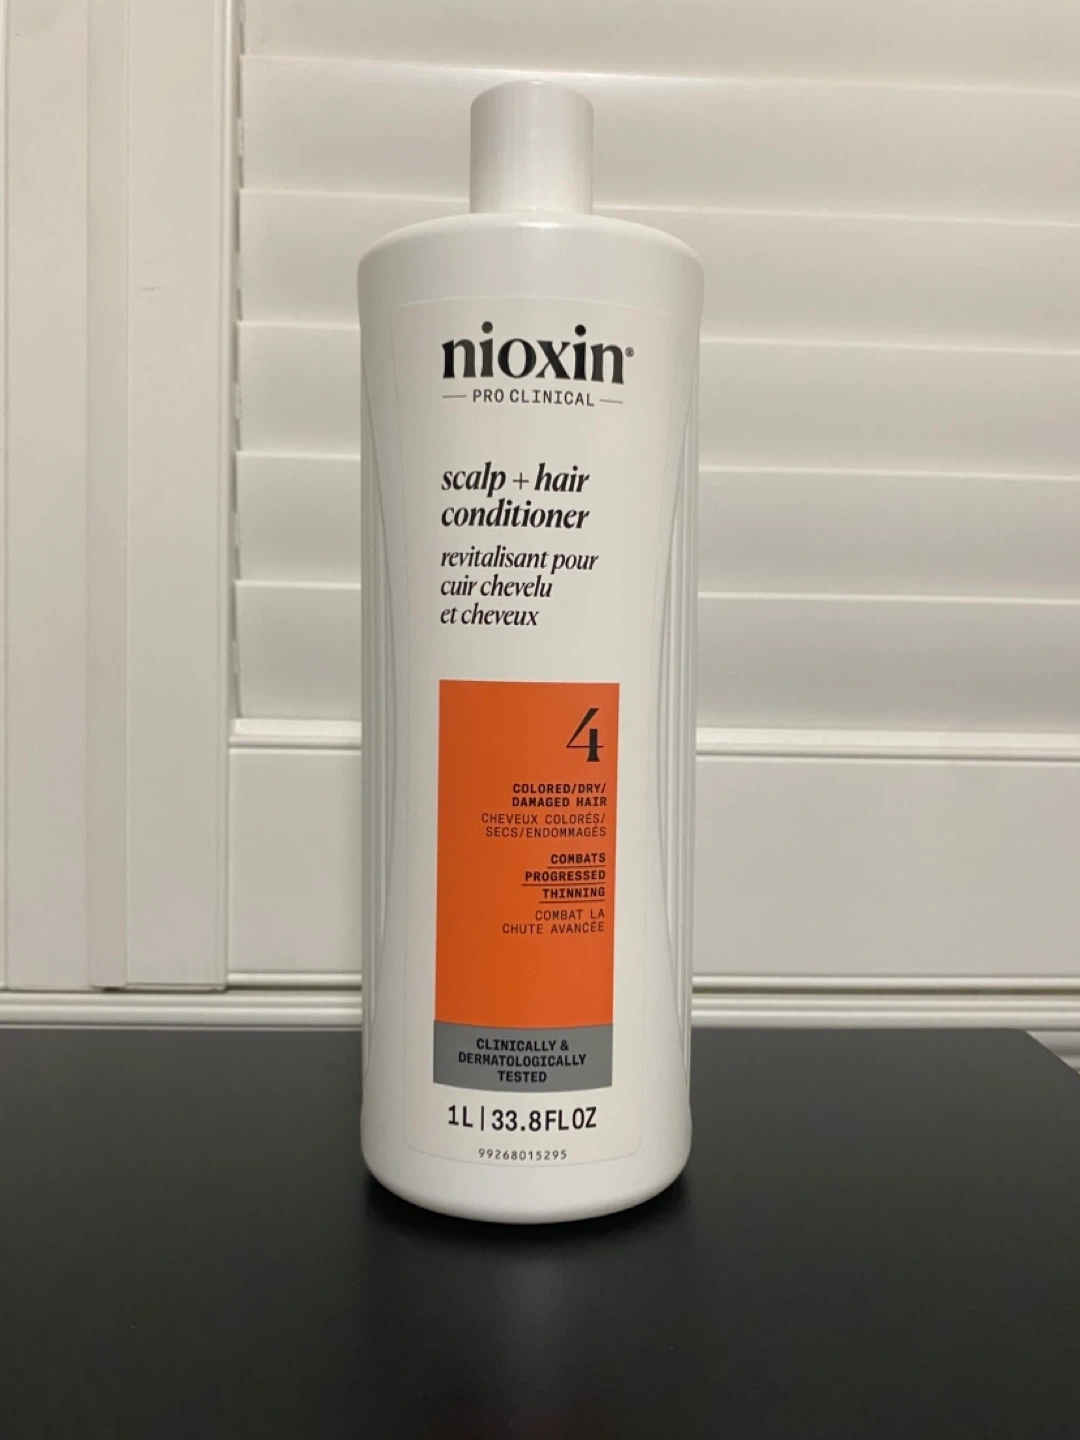 nioxin®
PRO CLINICAL
scalp + hair
conditioner
revitalisant pour
cuir chevelu
et cheveux
4
COLORED/DRY/
DAMAGED HAIR
CHEVEUX COLORÉS/
SECS/ENDOMMAGÉS
COMBATS
PROGRESSED
THINNING
COMBAT LA
CHUTE AVANCÉE
CLINICALLY &
DERMATOLOGICALLY
TESTED
1L | 33.8FL OZ
99268015295